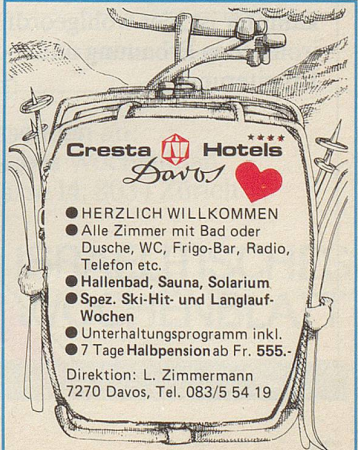 Cresta Hotels
Davos
● HERZLICH WILLKOMMEN
● Alle Zimmer mit Bad oder
Dusche, WC, Frigo-Bar, Radio,
Telefon etc.
● Hallenbad, Sauna, Solarium
● Spez. Ski-Hit- und Langlauf-
Wochen
● Unterhaltungsprogramm inkl.
● 7 Tage Halbpension ab Fr. 555.-
Direktion: L. Zimmermann
7270 Davos, Tel. 083/5 54 19